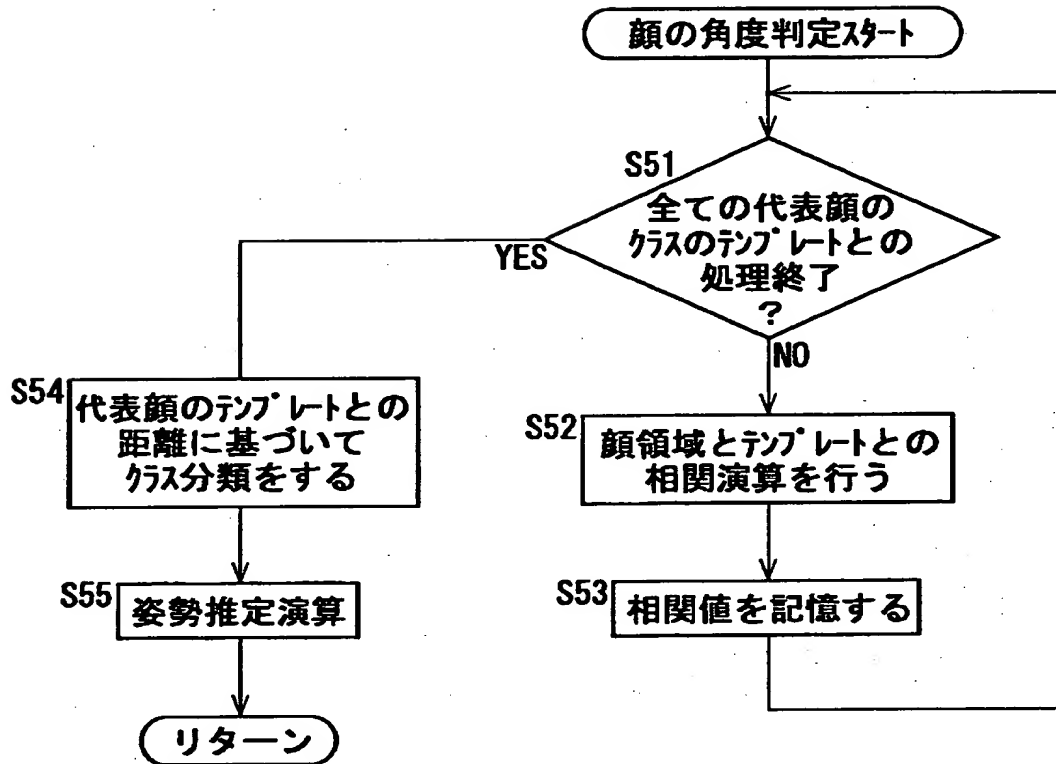 顔の角度判定スタート
S51
全ての代表顔の
クラスのテンプレートとの
処理終了
?
YES
NO
S54
代表顔のテンプレートとの
距離に基づいて
クラス分類をする
S52
顔領域とテンプレートとの
相関演算を行う
S55
姿勢推定演算
S53
相関値を記憶する
リターン